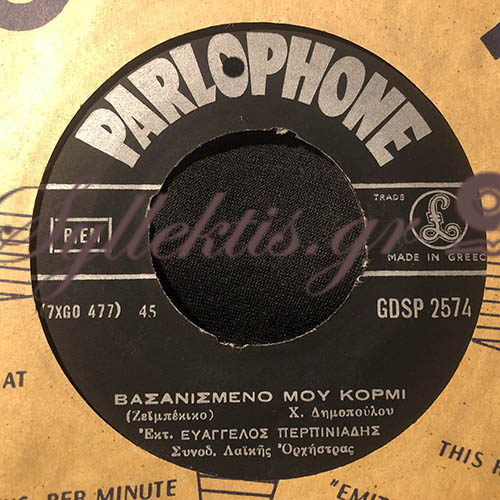 PARLOPHONE
TRADE
£
BIEM
MADE IN GREECE
(7XGO 477) 45
GDSP 2574
ΒΑΣΑΝΙΣΜΕΝΟ ΜΟΥ ΚΟΡΜΙ
(Ζεϊμπέκικο) Χ. Δημοπούλου
Ἐκτ. ΕΥΑΓΓΕΛΟΣ ΠΕΡΠΙΝΙΑΔΗΣ
Συνοδ. Λαϊκῆς Ὀρχήστρας
Syllektis.gr
AT
THIS
PER MINUTE
"EMIT